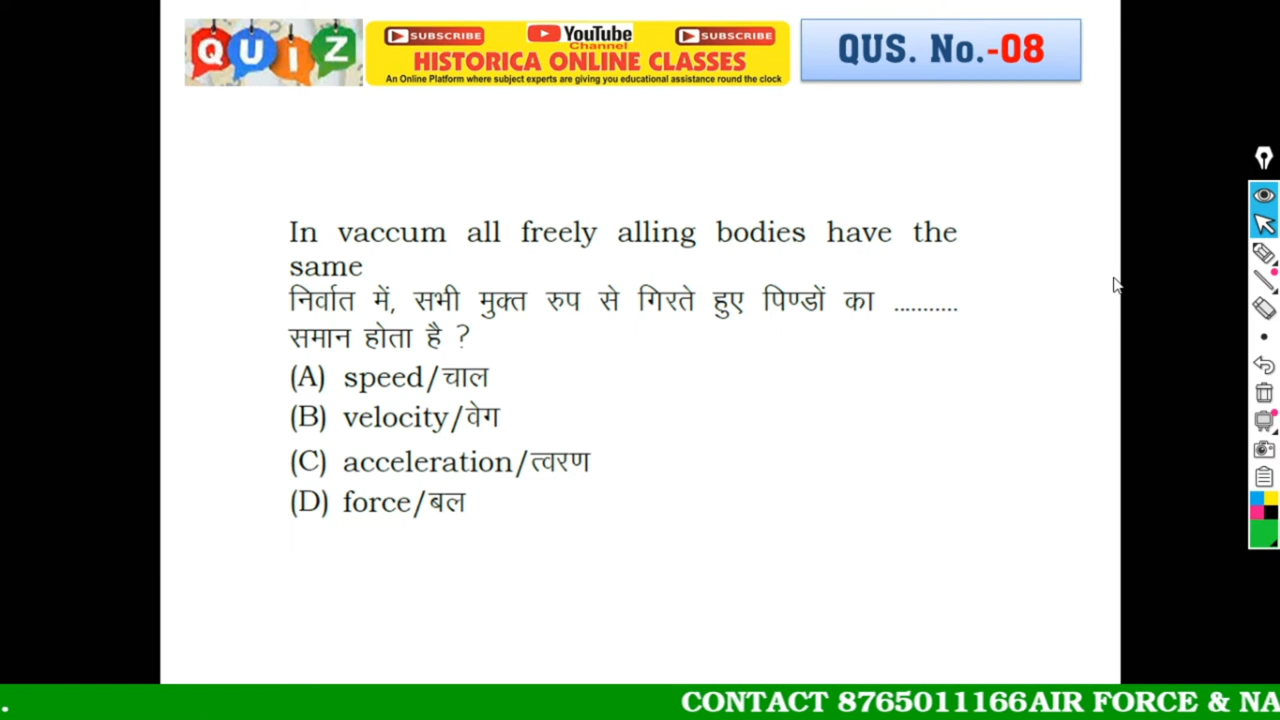 QUIZ
SUBSCRIBE
YouTube
SUBSCRIBE
Channel
HISTORICA ONLINE CLASSES
An Online Platform where subject experts are giving you educational assistance round the clock
QUS. No.-08
In vaccum all freely alling bodies have the
same
निर्वात में, सभी मुक्त रुप से गिरते हुए पिण्डों का ...........
समान होता है ?
(A) speed/चाल
(B) velocity/वेग
(C) acceleration/त्वरण
(D) force/बल
. CONTACT 8765011166AIR FORCE & NA